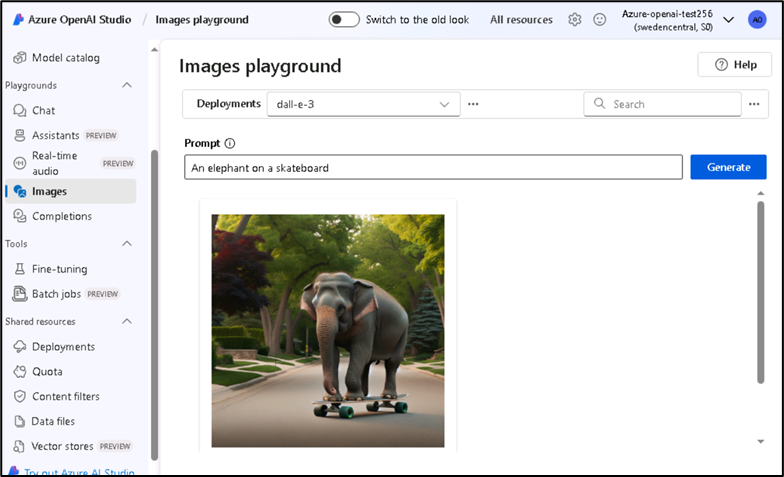 Azure OpenAI Studio / Images playground
Switch to the old look
All resources
Azure-openai-test256
(swedencentral, S0)
AO
Model catalog
Playgrounds
Chat
Assistants PREVIEW
Real-time
audio PREVIEW
Images
Completions
Tools
Fine-tuning
Batch jobs PREVIEW
Shared resources
Deployments
Quota
Content filters
Data files
Vector stores PREVIEW
Try out Azure AI Studio
Images playground
Help
Deployments dall-e-3
Search
Prompt
An elephant on a skateboard
Generate